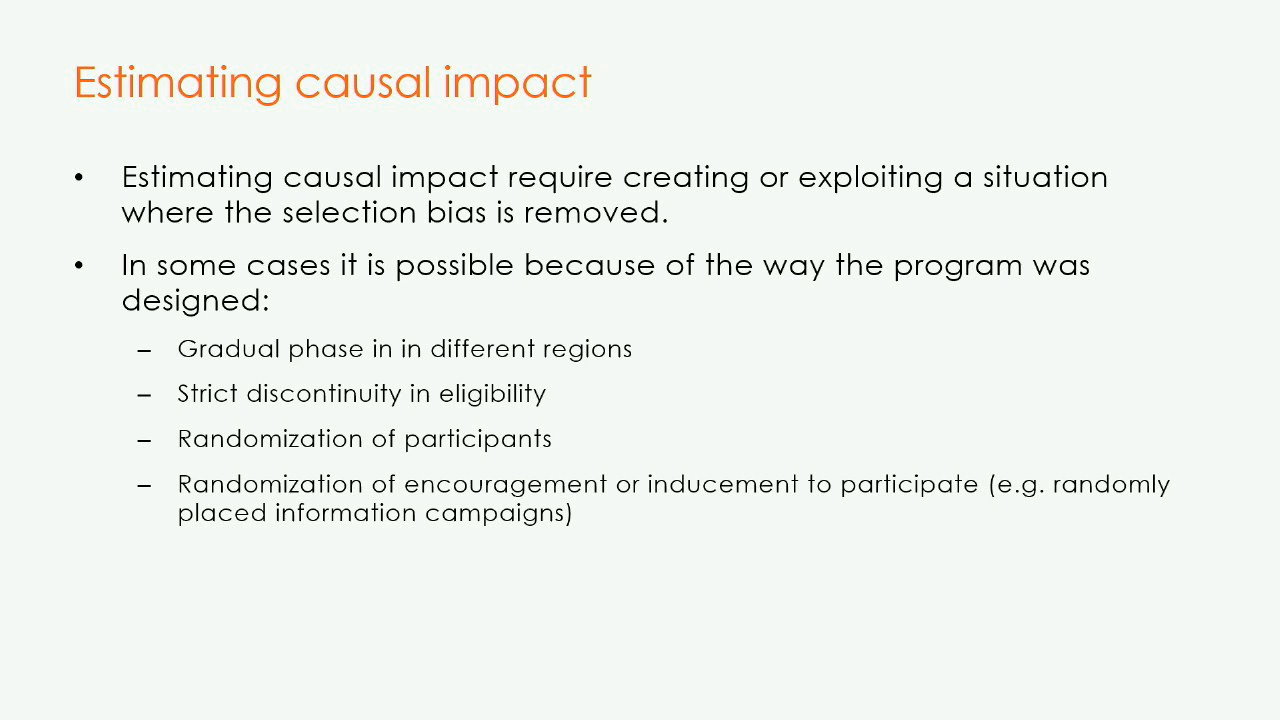 Estimating causal impact
• Estimating causal impact require creating or exploiting a situation
where the selection bias is removed.
• In some cases it is possible because of the way the program was
designed:
– Gradual phase in in different regions
– Strict discontinuity in eligibility
– Randomization of participants
– Randomization of encouragement or inducement to participate (e.g. randomly
placed information campaigns)